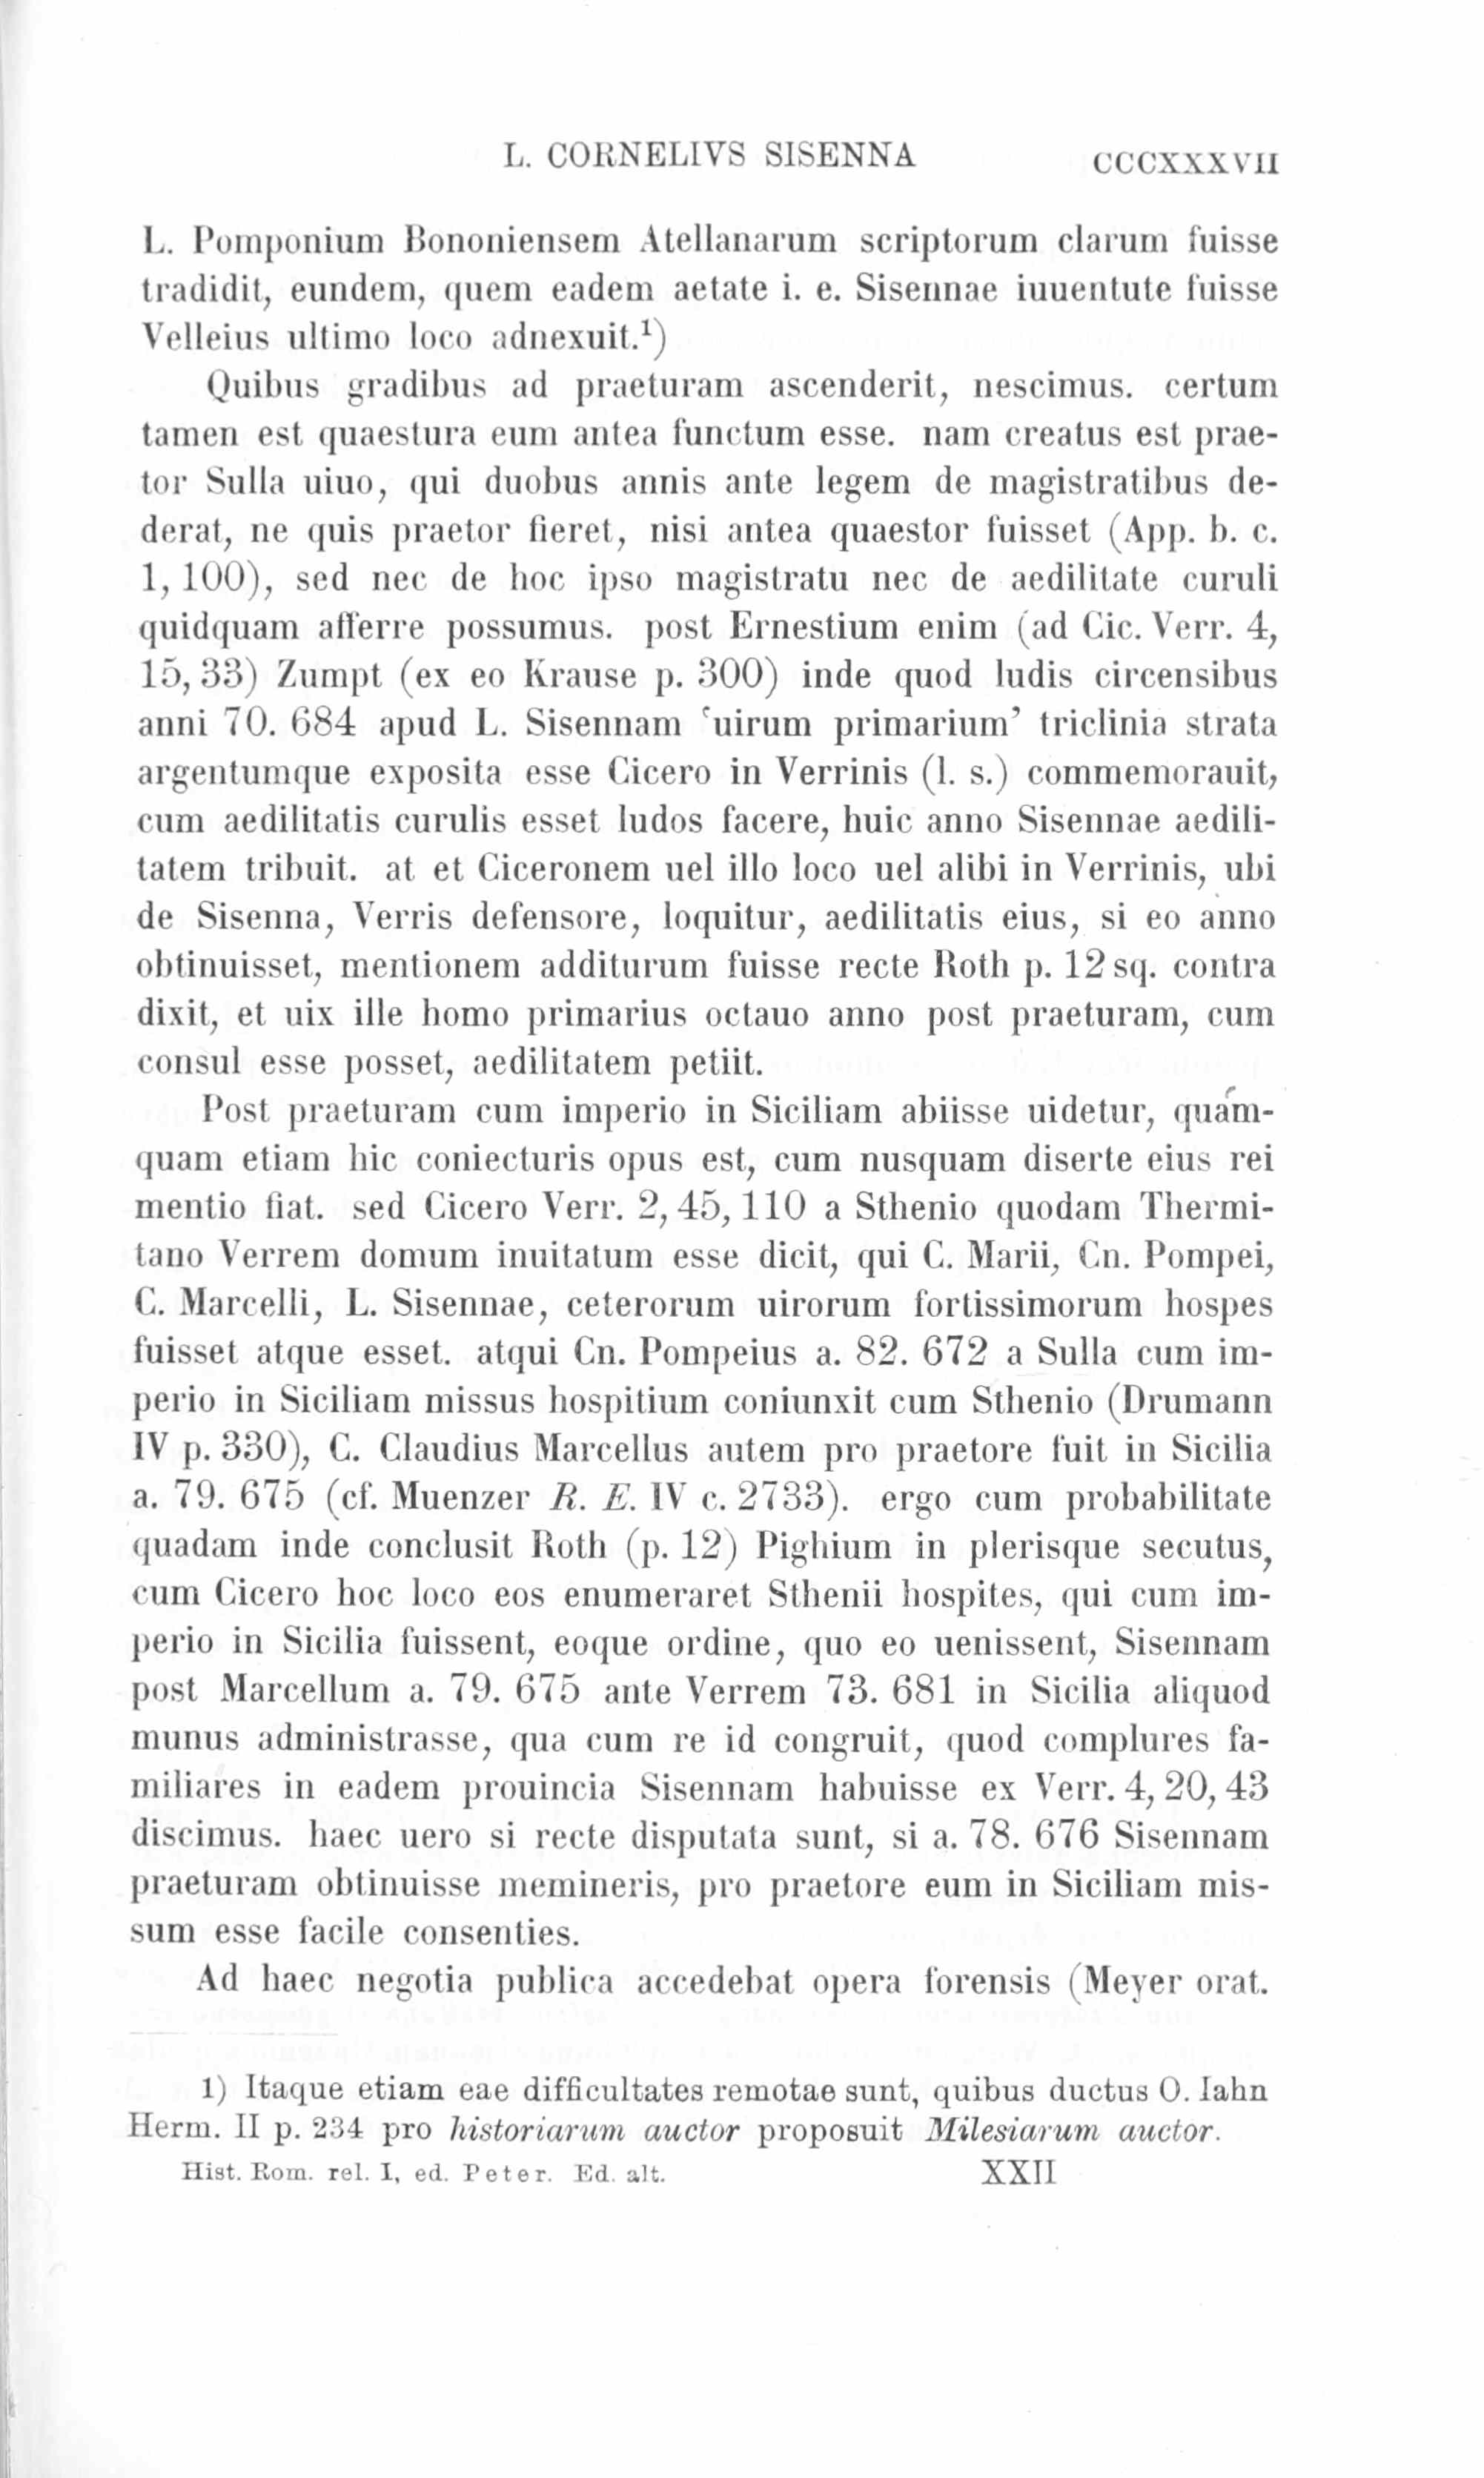 L. CORNELIVS SISENNA CCCXXXVII
L. Pomponium Bononiensem Atellanarum scriptorum clarum fuisse
tradidit, eundem, quem eadem aetate i. e. Sisennae iuuentute fuisse
Velleius ultimo loco adnexuit.¹)
Quibus gradibus ad praeturam ascenderit, nescimus. certum
tamen est quaestura eum antea functum esse. nam creatus est prae-
tor Sulla uiuo, qui duobus annis ante legem de magistratibus de-
derat, ne quis praetor fieret, nisi antea quaestor fuisset (App. b. c.
1, 100), sed nec de hoc ipso magistratu nec de aedilitate curuli
quidquam afferre possumus. post Ernestium enim (ad Cic. Verr. 4,
15, 33) Zumpt (ex eo Krause p. 300) inde quod ludis circensibus
anni 70. 684 apud L. Sisennam ‘uirum primarium’ triclinia strata
argentumque exposita esse Cicero in Verrinis (l. s.) commemorauit,
cum aedilitatis curulis esset ludos facere, huic anno Sisennae aedili-
tatem tribuit. at et Ciceronem uel illo loco uel alibi in Verrinis, ubi
de Sisenna, Verris defensore, loquitur, aedilitatis eius, si eo anno
obtinuisset, mentionem additurum fuisse recte Roth p. 12 sq. contra
dixit, et uix ille homo primarius octauo anno post praeturam, cum
consul esse posset, aedilitatem petiit.
Post praeturam cum imperio in Siciliam abiisse uidetur, quam-
quam etiam hic coniecturis opus est, cum nusquam diserte eius rei
mentio fiat. sed Cicero Verr. 2, 45, 110 a Sthenio quodam Thermi-
tano Verrem domum inuitatum esse dicit, qui C. Marii, Cn. Pompei,
C. Marcelli, L. Sisennae, ceterorum uirorum fortissimorum hospes
fuisset atque esset. atqui Cn. Pompeius a. 82. 672 a Sulla cum im-
perio in Siciliam missus hospitium coniunxit cum Sthenio (Drumann
IV p. 330), C. Claudius Marcellus autem pro praetore fuit in Sicilia
a. 79. 675 (cf. Muenzer R. E. IV c. 2733). ergo cum probabilitate
quadam inde conclusit Roth (p. 12) Pighium in plerisque secutus,
cum Cicero hoc loco eos enumeraret Sthenii hospites, qui cum im-
perio in Sicilia fuissent, eoque ordine, quo eo uenissent, Sisennam
post Marcellum a. 79. 675 ante Verrem 73. 681 in Sicilia aliquod
munus administrasse, qua cum re id congruit, quod complures fa-
miliares in eadem prouincia Sisennam habuisse ex Verr. 4, 20, 43
discimus. haec uero si recte disputata sunt, si a. 78. 676 Sisennam
praeturam obtinuisse memineris, pro praetore eum in Siciliam mis-
sum esse facile consenties.
Ad haec negotia publica accedebat opera forensis (Meyer orat.
1) Itaque etiam eae difficultates remotae sunt, quibus ductus O. Iahn
Herm. II p. 234 pro historiarum auctor proposuit Milesiarum auctor.
Hist. Rom. rel. I, ed. Peter. Ed. alt. XXII